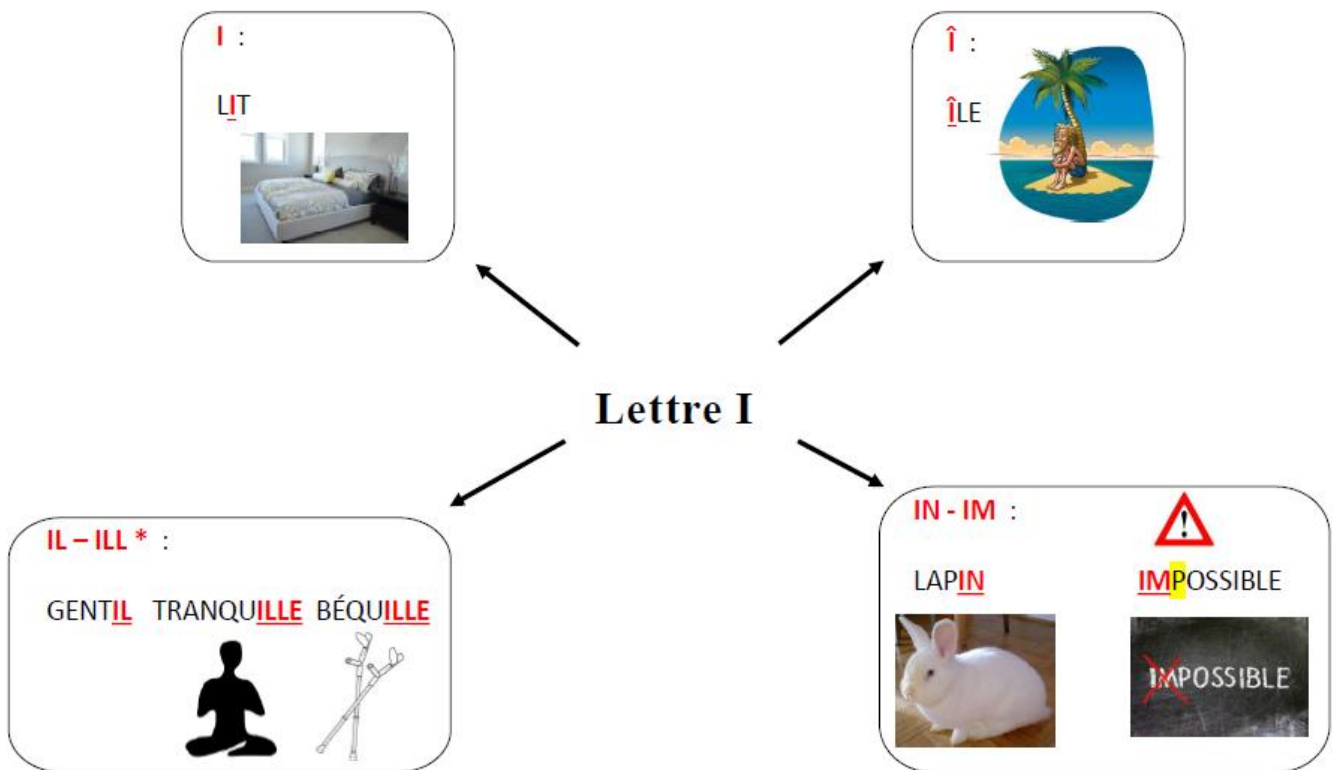 I :
LIT
Î :
ÎLE
Lettre I
IL – ILL * :
GENTIL TRANQUILLE BÉQUILLE
IN - IM :
!
LAPIN IMPOSSIBLE
IMPOSSIBLE